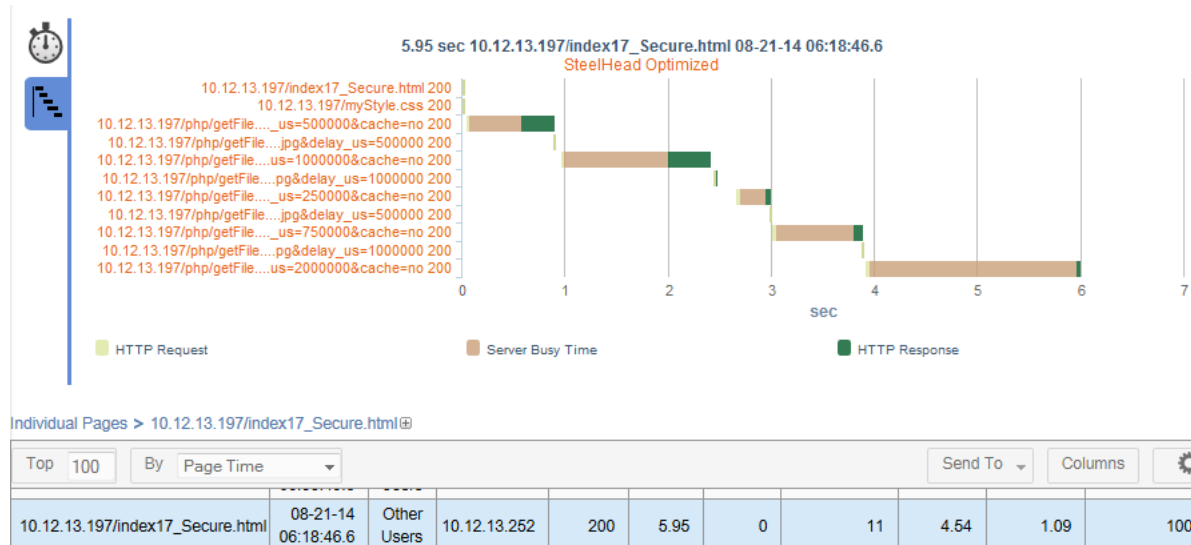 5.95 sec 10.12.13.197/index17_Secure.html 08-21-14 06:18:46.6
SteelHead Optimized
10.12.13.197/index17_Secure.html 200
10.12.13.197/myStyle.css 200
10.12.13.197/php/getFile...._us=500000&cache=no 200
10.12.13.197/php/getFile....jpg&delay_us=500000 200
10.12.13.197/php/getFile....us=1000000&cache=no 200
10.12.13.197/php/getFile....pg&delay_us=1000000 200
10.12.13.197/php/getFile...._us=250000&cache=no 200
10.12.13.197/php/getFile....jpg&delay_us=500000 200
10.12.13.197/php/getFile...._us=750000&cache=no 200
10.12.13.197/php/getFile....pg&delay_us=1000000 200
10.12.13.197/php/getFile....us=2000000&cache=no 200
0 1 2 3 4 5 6 7
sec
HTTP Request Server Busy Time HTTP Response
Individual Pages > 10.12.13.197/index17_Secure.html
Top 100 By Page Time Send To Columns
10.12.13.197/index17_Secure.html 08-21-14 06:18:46.6 Other Users 10.12.13.252 200 5.95 0 11 4.54 1.09 100